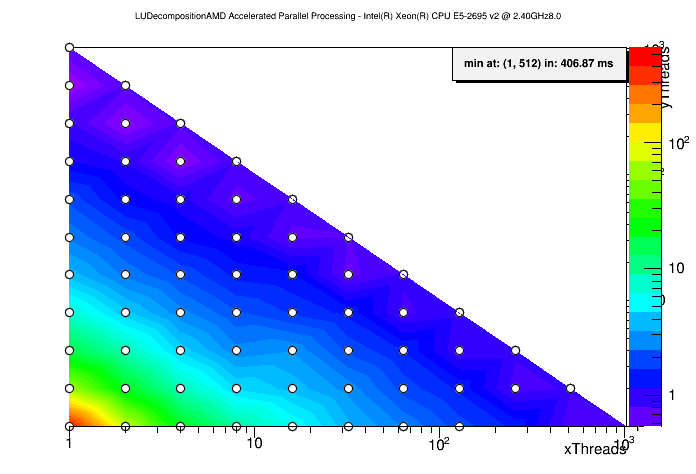 LUDecompositionAMD Accelerated Parallel Processing - Intel(R) Xeon(R) CPU E5-2695 v2 @ 2.40GHz8.0
min at: (1, 512) in: 406.87 ms
yThreads
10²
10
1
1
10
10²
10³
xThreads